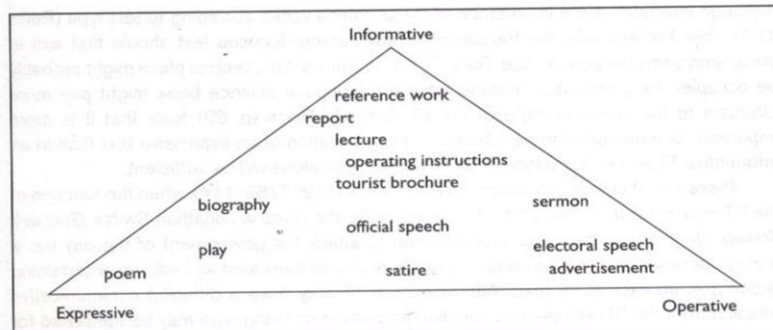 Informative
reference work
report
lecture
operating instructions
tourist brochure
biography
sermon
official speech
play
electoral speech
poem
satire
advertisement
Expressive
Operative